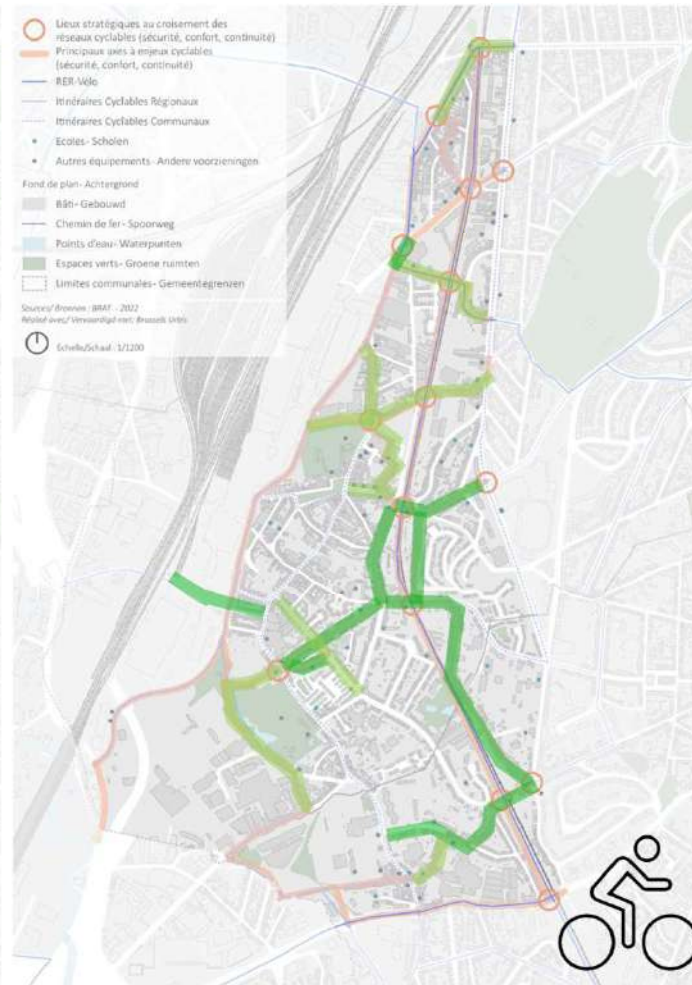 Lieux stratégiques au croisement des
réseaux cyclables (sécurité, confort, continuité)
Principaux axes à enjeux cyclables
(sécurité, confort, continuité)
RER-Vélo
Itinéraires Cyclables Régionaux
Itinéraires Cyclables Communaux
Ecoles - Scholen
Autres équipements - Andere voorzieningen
Fond de plan - Achtergrond
Bâti - Gebouwd
Chemin de fer - Spoorweg
Points d'eau - Waterpunten
Espaces verts - Groene ruimten
Limites communales - Gemeentegrenzen
Sources/ Bronnen : BRAT - 2022
Réalisé avec/ Vervaardigd met: Brussels Urbis
Echelle/Schaal : 1/1200